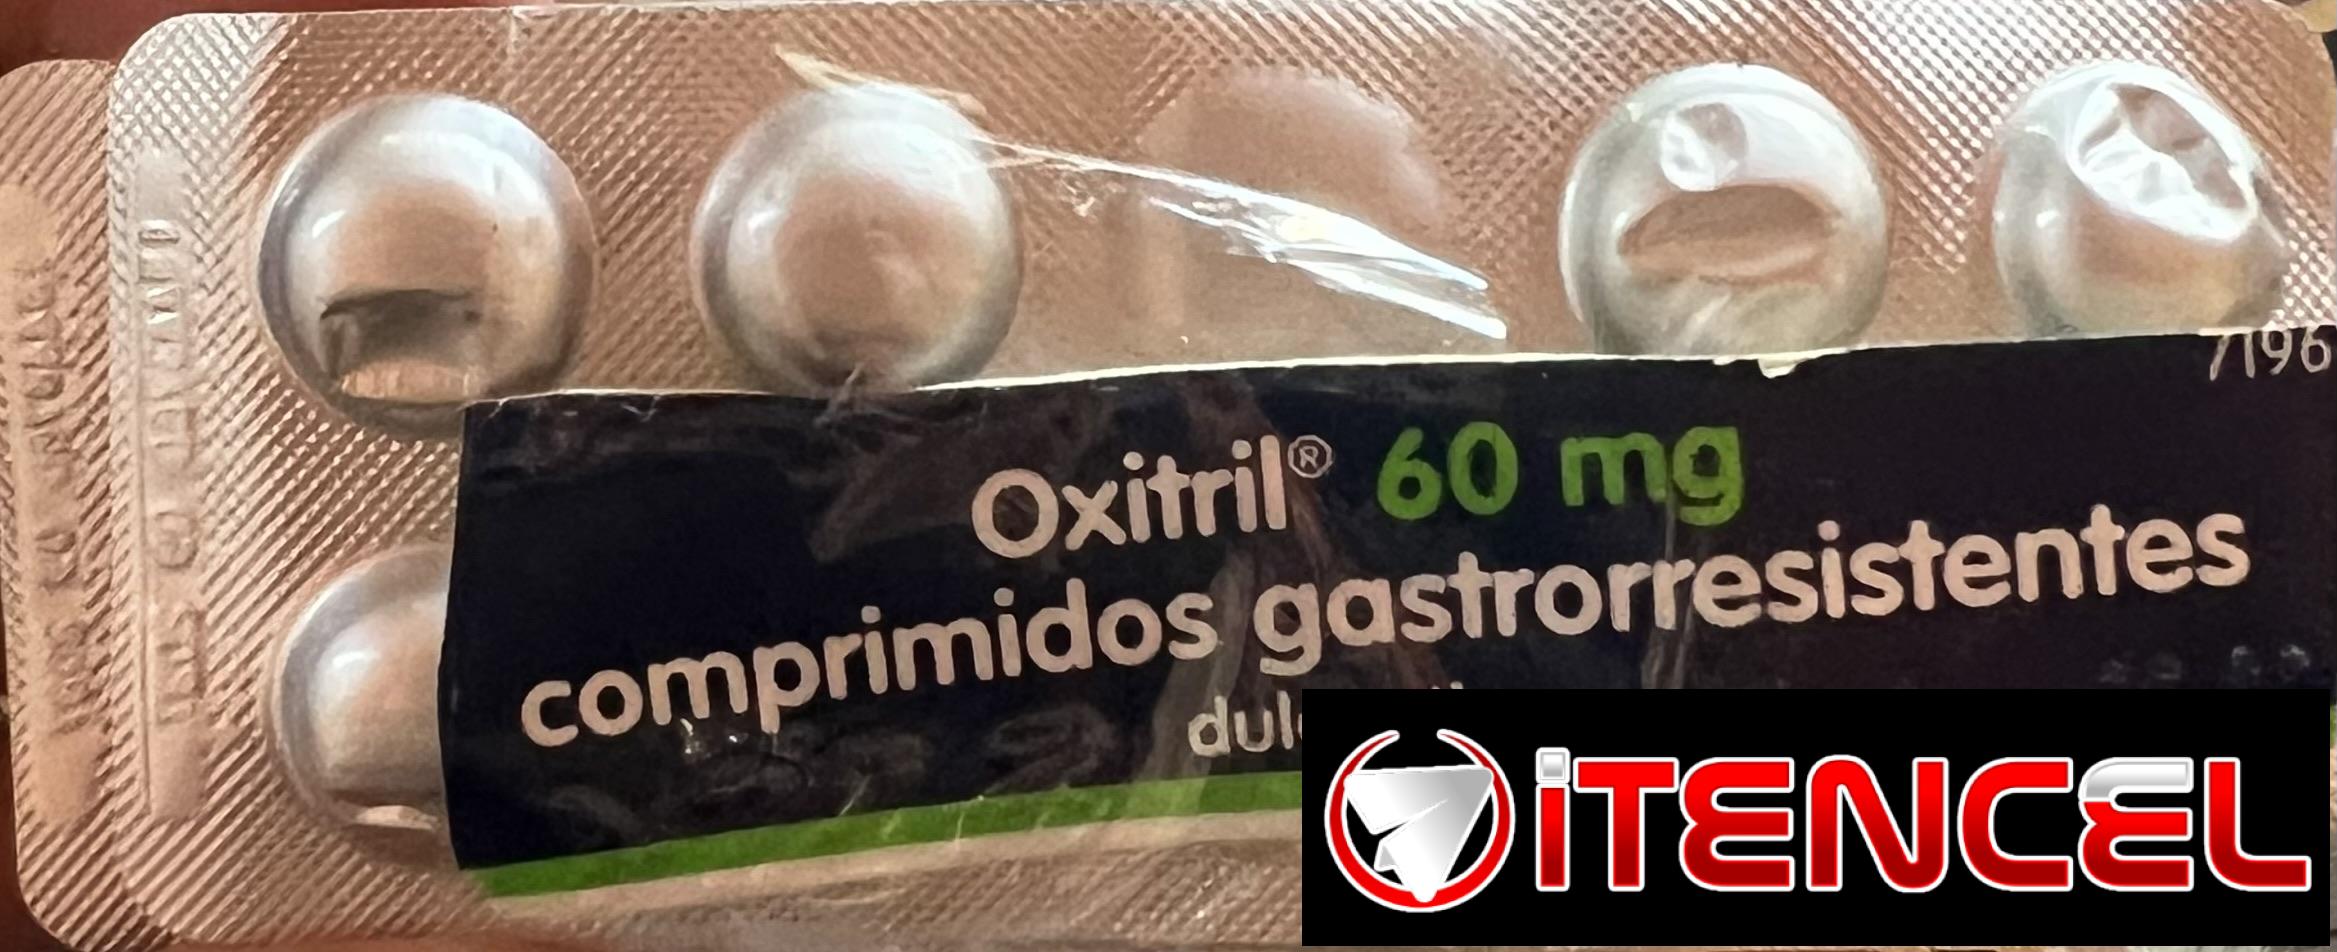 7196
Oxitril® 60 mg
comprimidos gastrorresistentes
iTENCEL